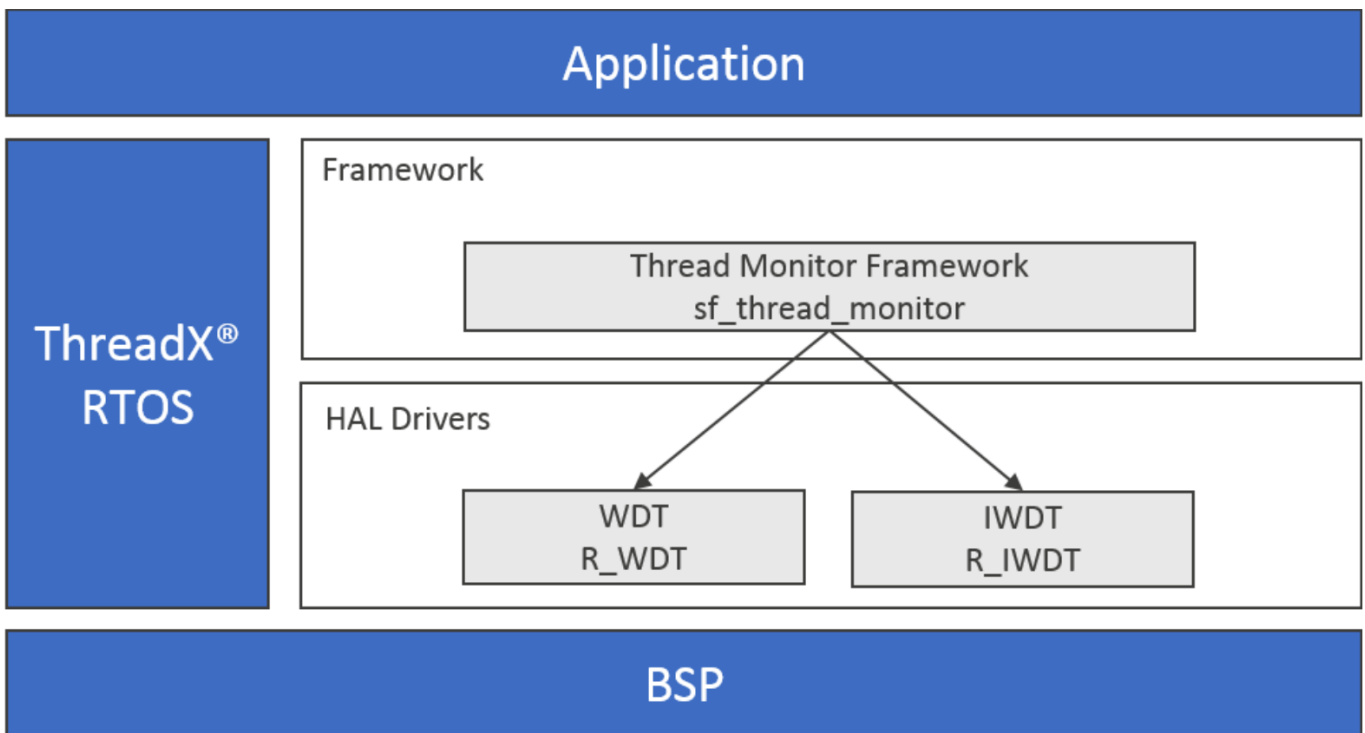 Application
ThreadX®
RTOS
Framework
Thread Monitor Framework
sf_thread_monitor
HAL Drivers
WDT
R_WDT
IWDT
R_IWDT
BSP